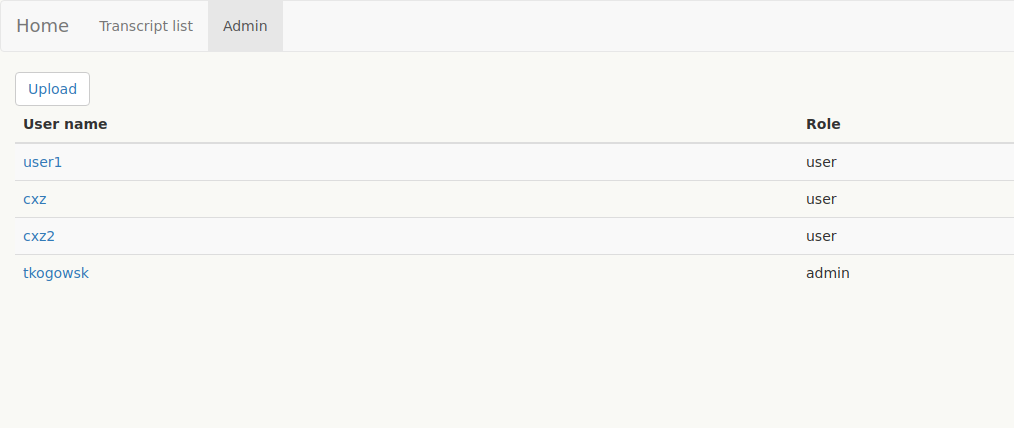 Home Transcript list Admin
Upload
User name Role
user1 user
cxz user
cxz2 user
tkogowsk admin